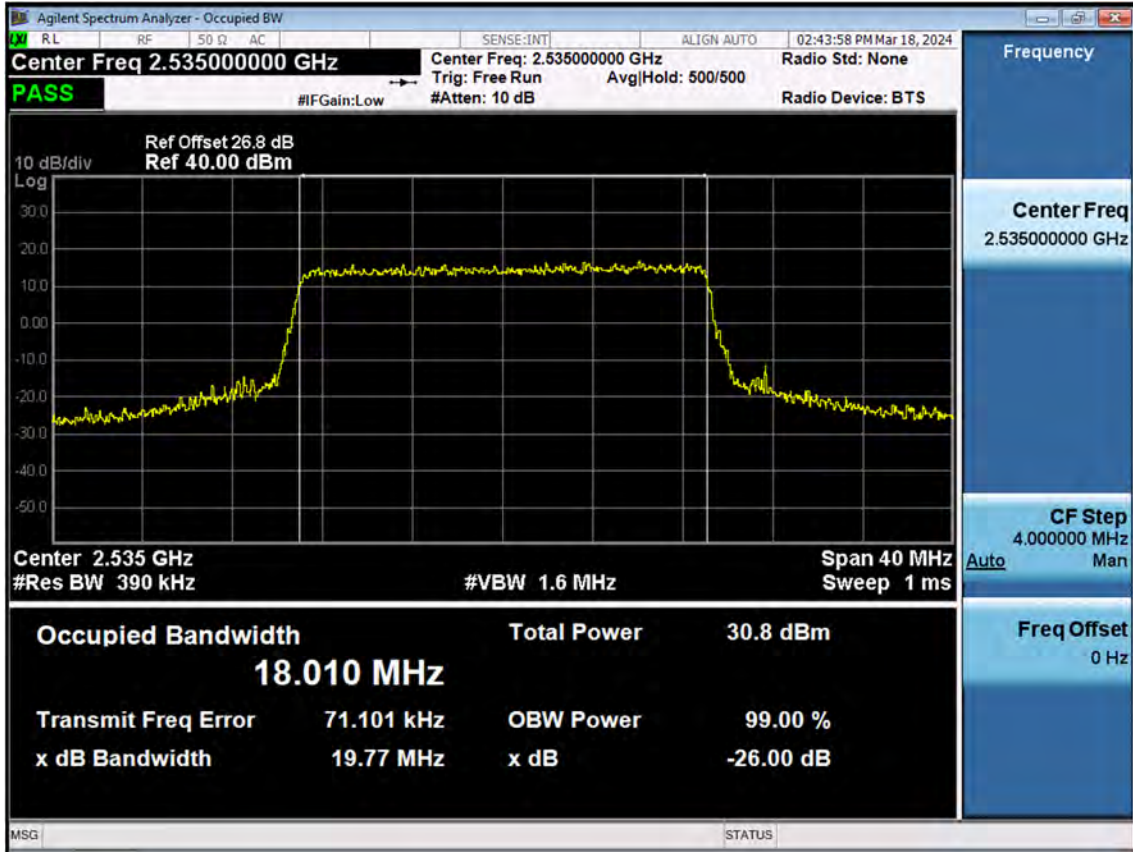 Agilent Spectrum Analyzer - Occupied BW
LXI RL RF 50 Ω AC SENSE:INT ALIGN AUTO 02:43:58 PM Mar 18, 2024
Center Freq 2.535000000 GHz
Center Freq: 2.535000000 GHz
Radio Std: None
Trig: Free Run Avg|Hold: 500/500
PASS
#IFGain:Low
#Atten: 10 dB
Radio Device: BTS
Ref Offset 26.8 dB
10 dB/div Ref 40.00 dBm
Log
30.0
20.0
10.0
0.00
-10.0
-20.0
-30.0
-40.0
-50.0
Center 2.535 GHz Span 40 MHz
#Res BW 390 kHz #VBW 1.6 MHz Sweep 1 ms
Occupied Bandwidth Total Power 30.8 dBm
18.010 MHz
Transmit Freq Error 71.101 kHz OBW Power 99.00 %
x dB Bandwidth 19.77 MHz x dB -26.00 dB
MSG STATUS
Frequency
Center Freq
2.535000000 GHz
CF Step
4.000000 MHz
Auto Man
Freq Offset
0 Hz